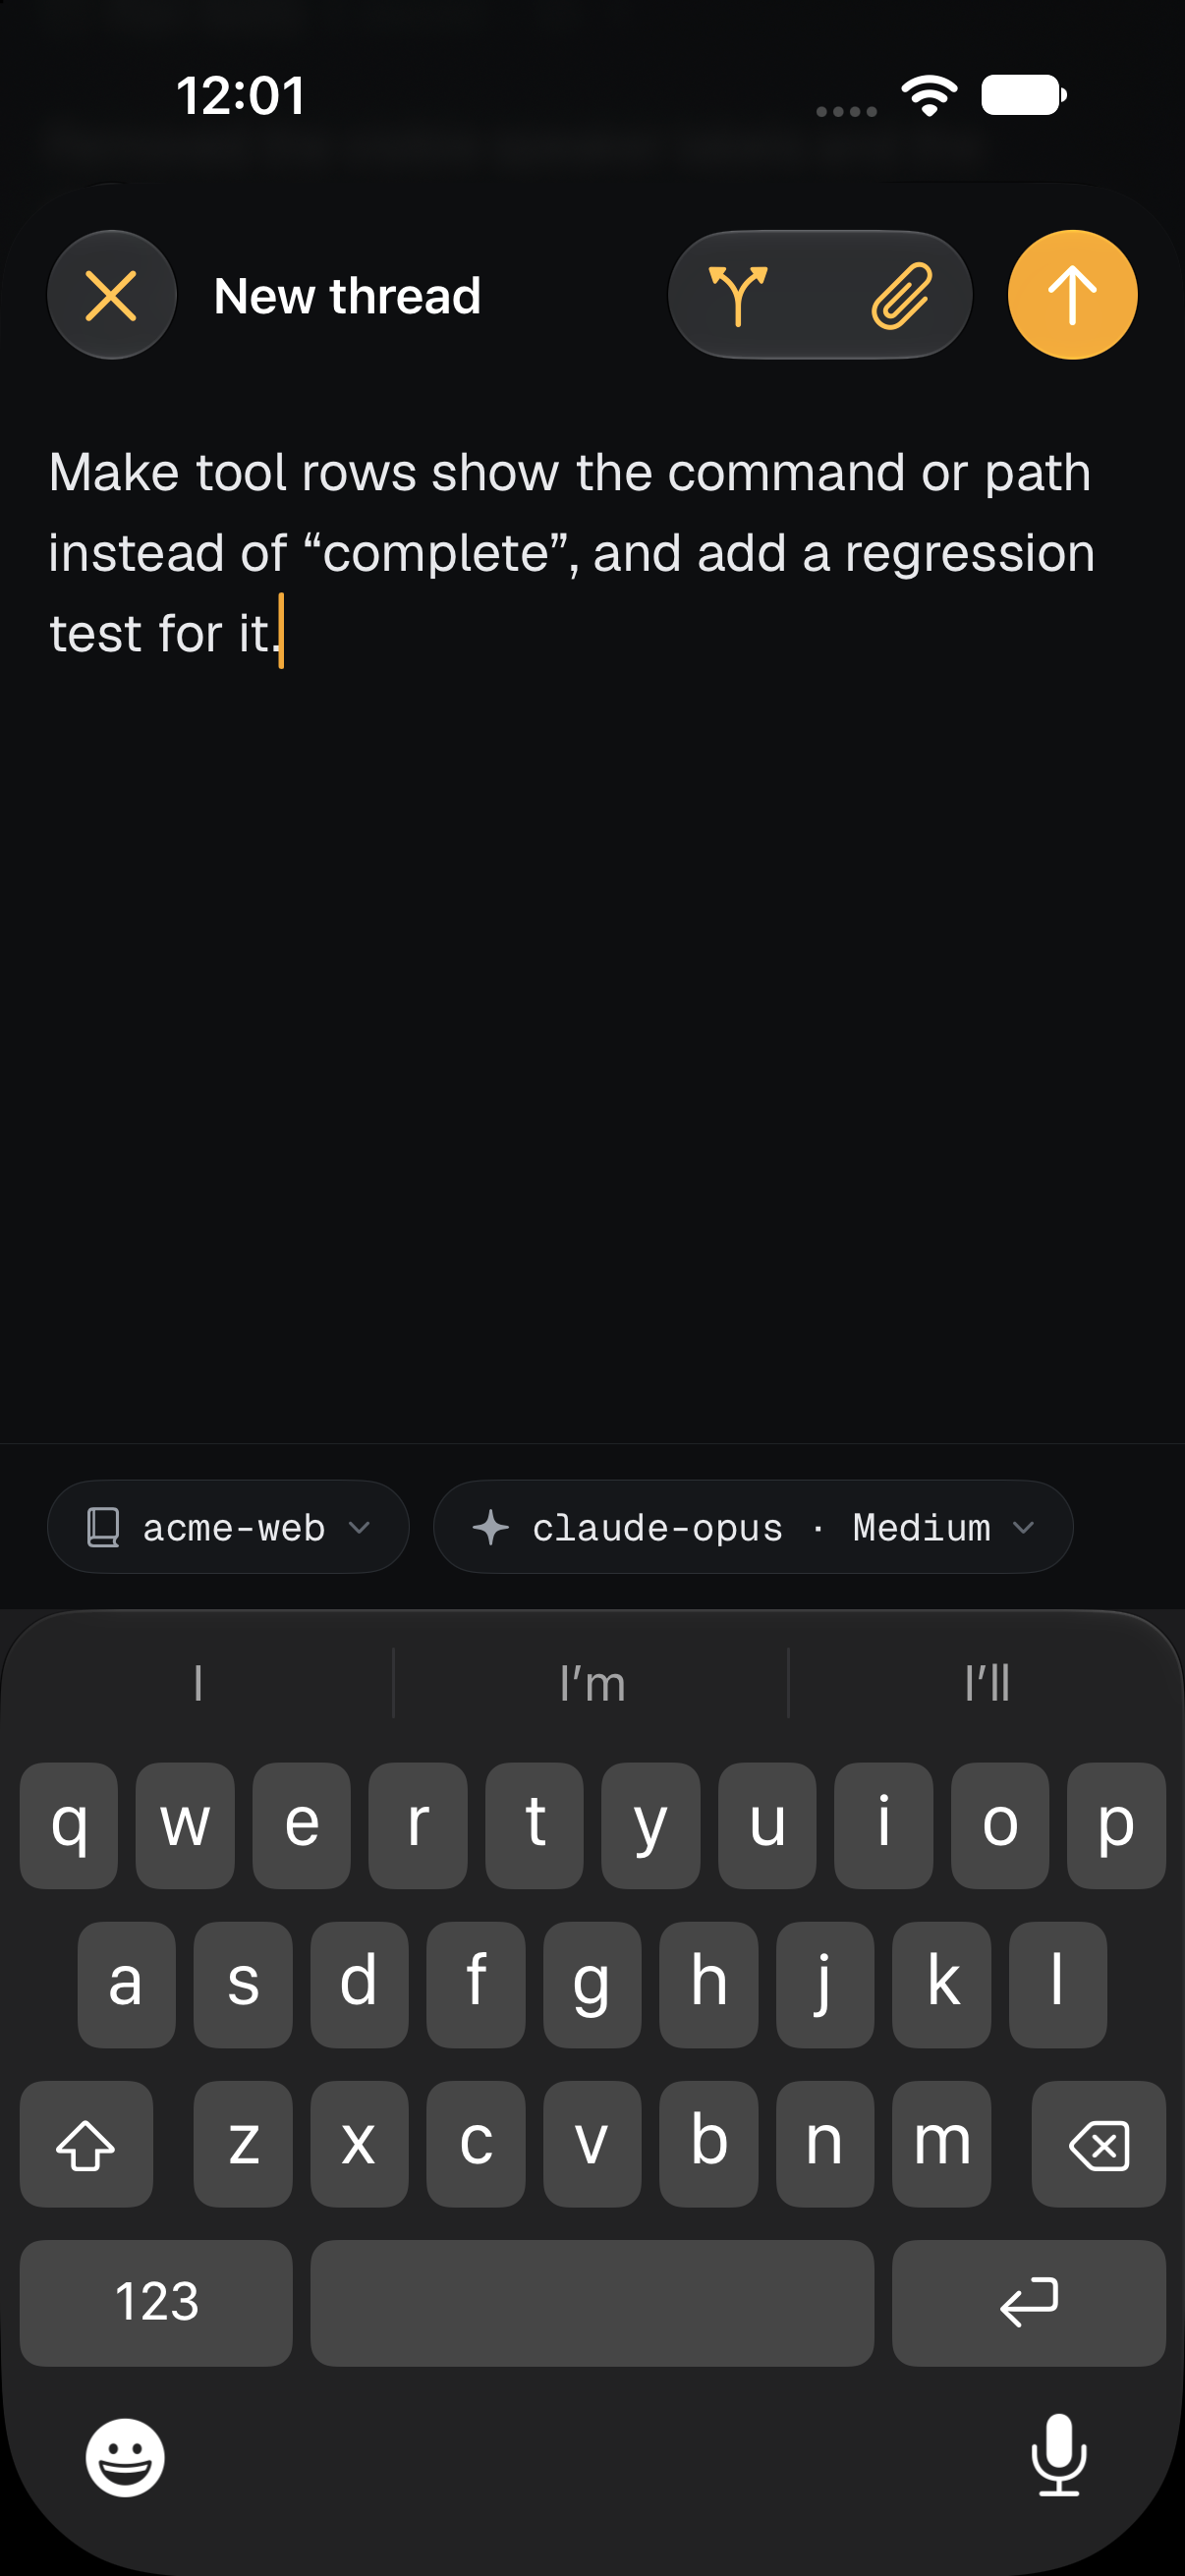 12:01
New thread
Make tool rows show the command or path
instead of “complete”, and add a regression
test for it.
acme-web
claude-opus · Medium
I
I’m
I’ll
q w e r t y u i o p
a s d f g h j k l
z x c v b n m
123